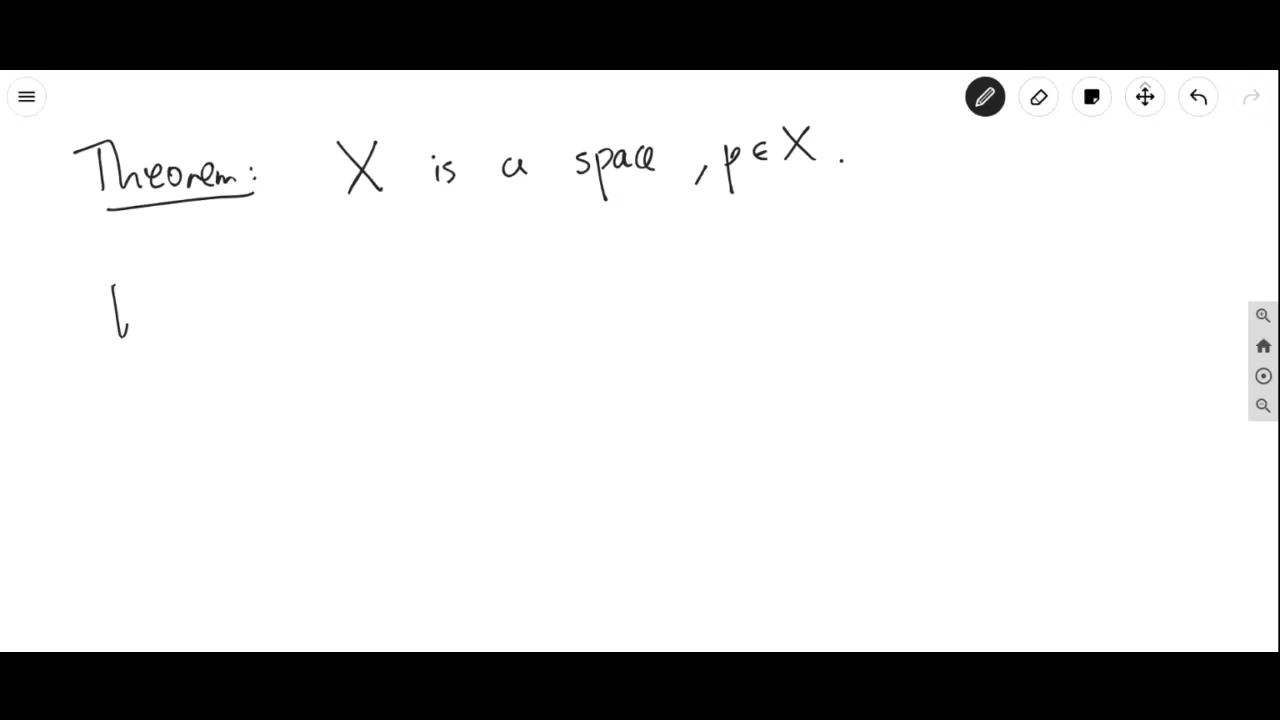 Theorem: X is a space, p ∈ X.